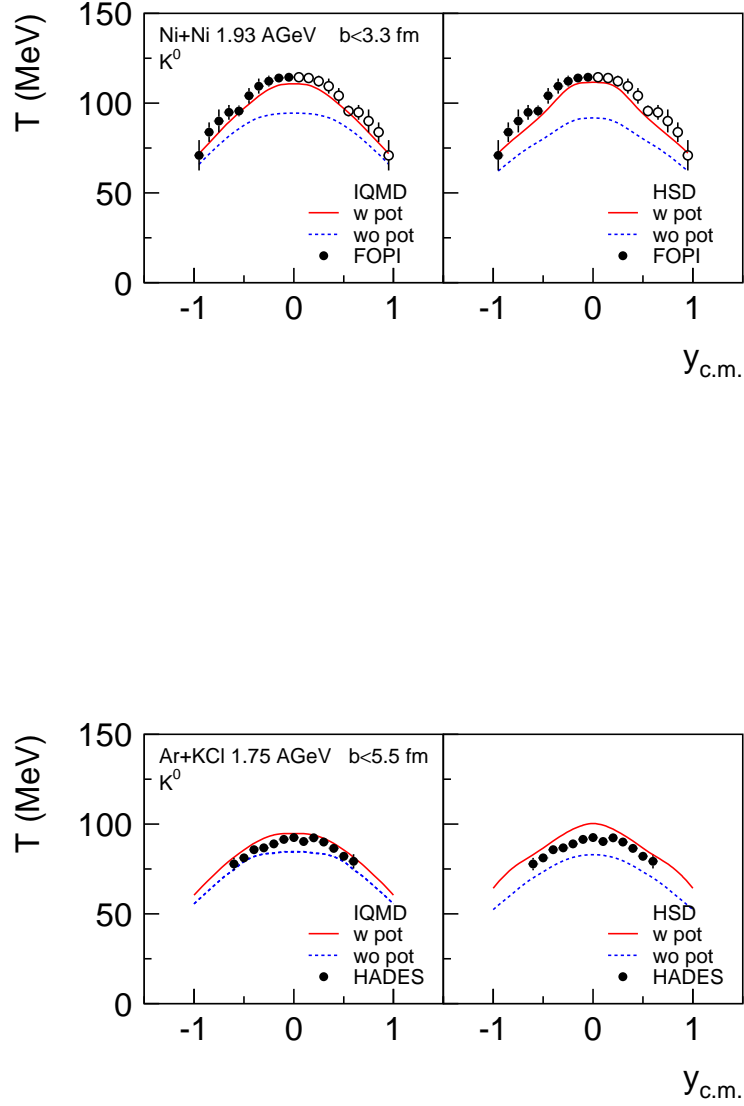 T (MeV)
150
100
50
0
Ni+Ni 1.93 AGeV b<3.3 fm
K⁰
IQMD
w pot
wo pot
FOPI
-1 0 1
HSD
w pot
wo pot
FOPI
-1 0 1
y_c.m.
T (MeV)
150
100
50
0
Ar+KCl 1.75 AGeV b<5.5 fm
K⁰
IQMD
w pot
wo pot
HADES
-1 0 1
HSD
w pot
wo pot
HADES
-1 0 1
y_c.m.